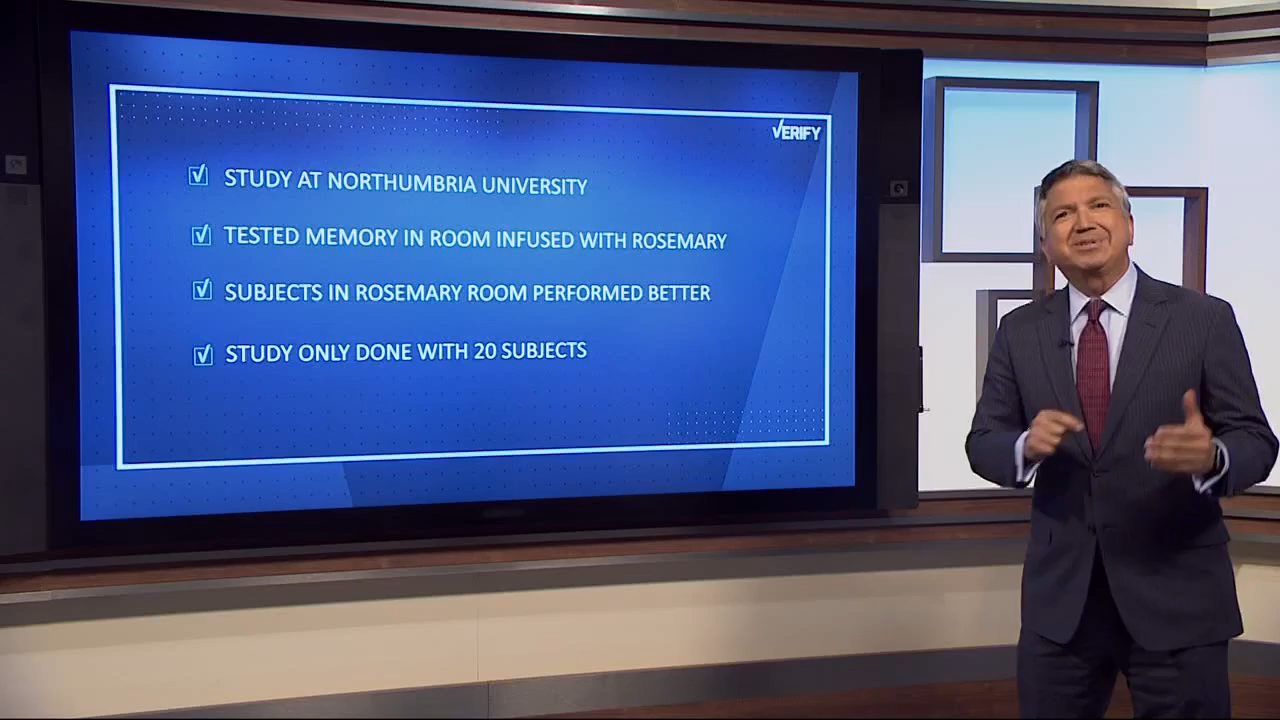 VERIFY
STUDY AT NORTHUMBRIA UNIVERSITY
TESTED MEMORY IN ROOM INFUSED WITH ROSEMARY
SUBJECTS IN ROSEMARY ROOM PERFORMED BETTER
STUDY ONLY DONE WITH 20 SUBJECTS